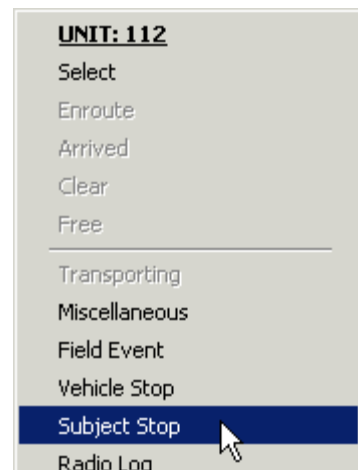 UNIT: 112
Select
Enroute
Arrived
Clear
Free
Transporting
Miscellaneous
Field Event
Vehicle Stop
Subject Stop
Radio Log